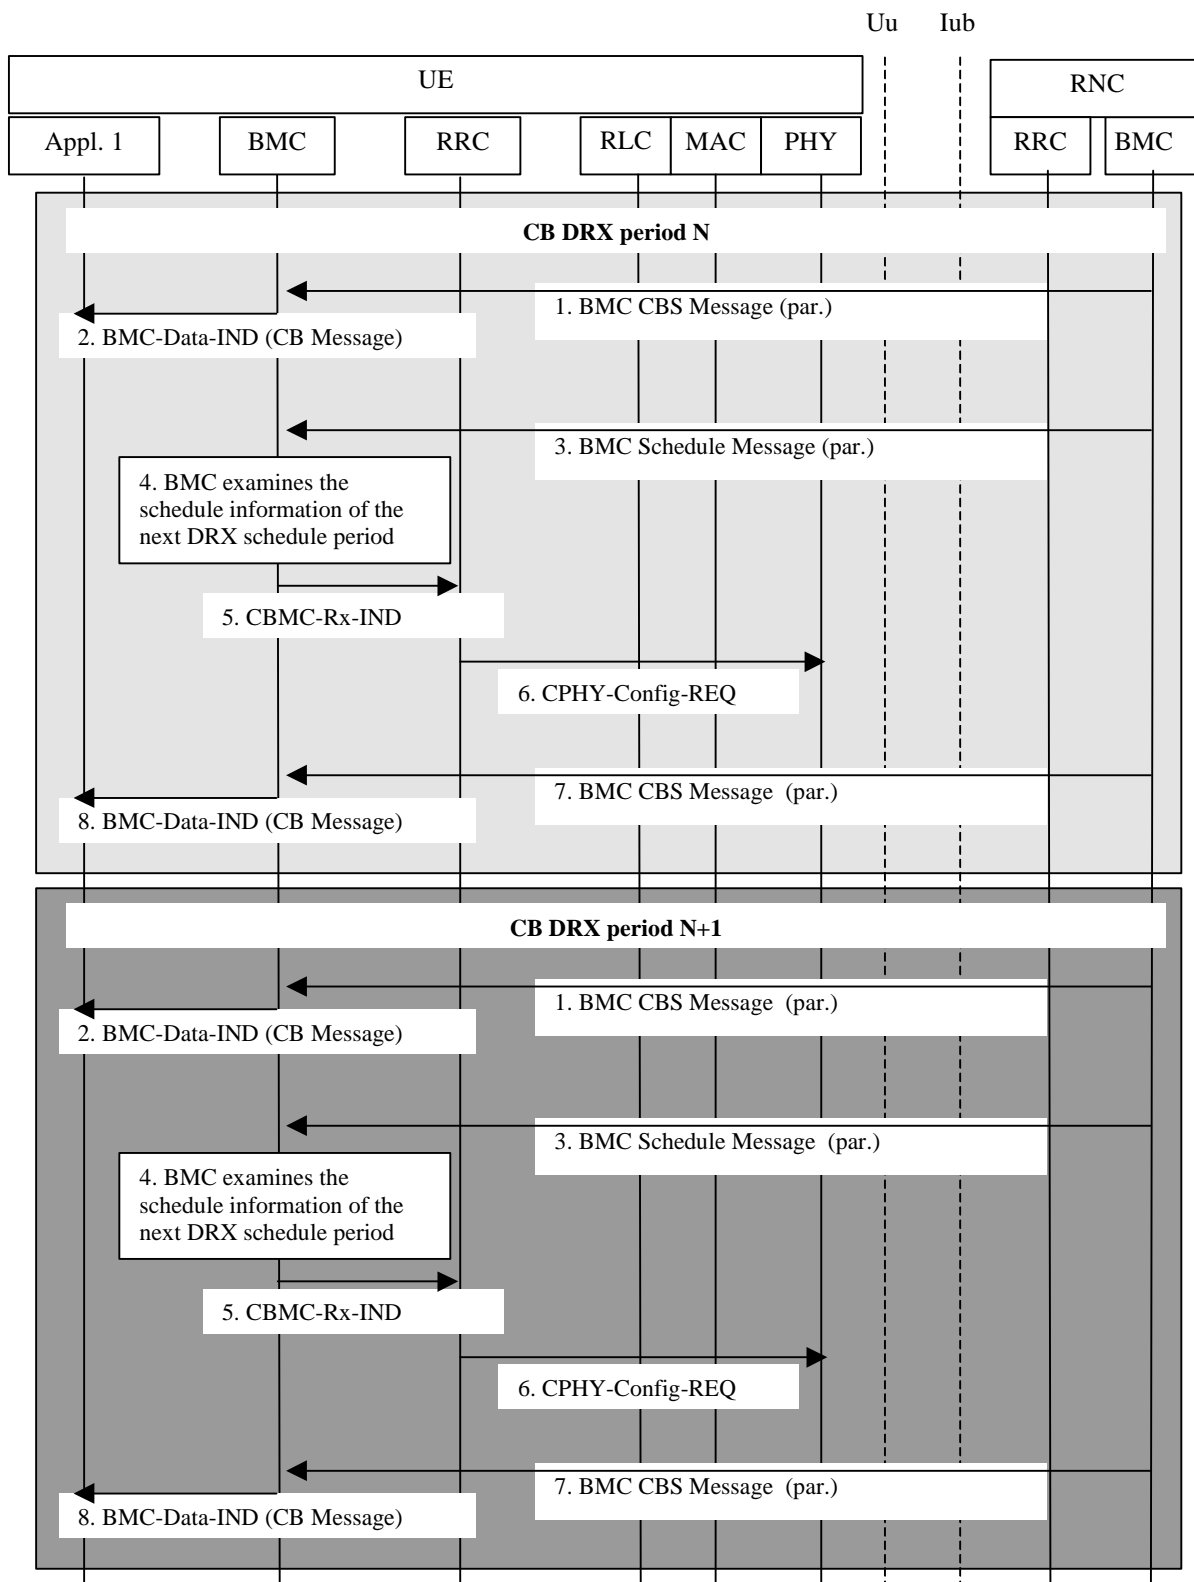 Uu Iub
UE
RNC
Appl. 1 BMC RRC RLC MAC PHY RRC BMC
CB DRX period N
1. BMC CBS Message (par.)
2. BMC-Data-IND (CB Message)
3. BMC Schedule Message (par.)
4. BMC examines the
schedule information of the
next DRX schedule period
5. CBMC-Rx-IND
6. CPHY-Config-REQ
7. BMC CBS Message (par.)
8. BMC-Data-IND (CB Message)
CB DRX period N+1
1. BMC CBS Message (par.)
2. BMC-Data-IND (CB Message)
3. BMC Schedule Message (par.)
4. BMC examines the
schedule information of the
next DRX schedule period
5. CBMC-Rx-IND
6. CPHY-Config-REQ
7. BMC CBS Message (par.)
8. BMC-Data-IND (CB Message)